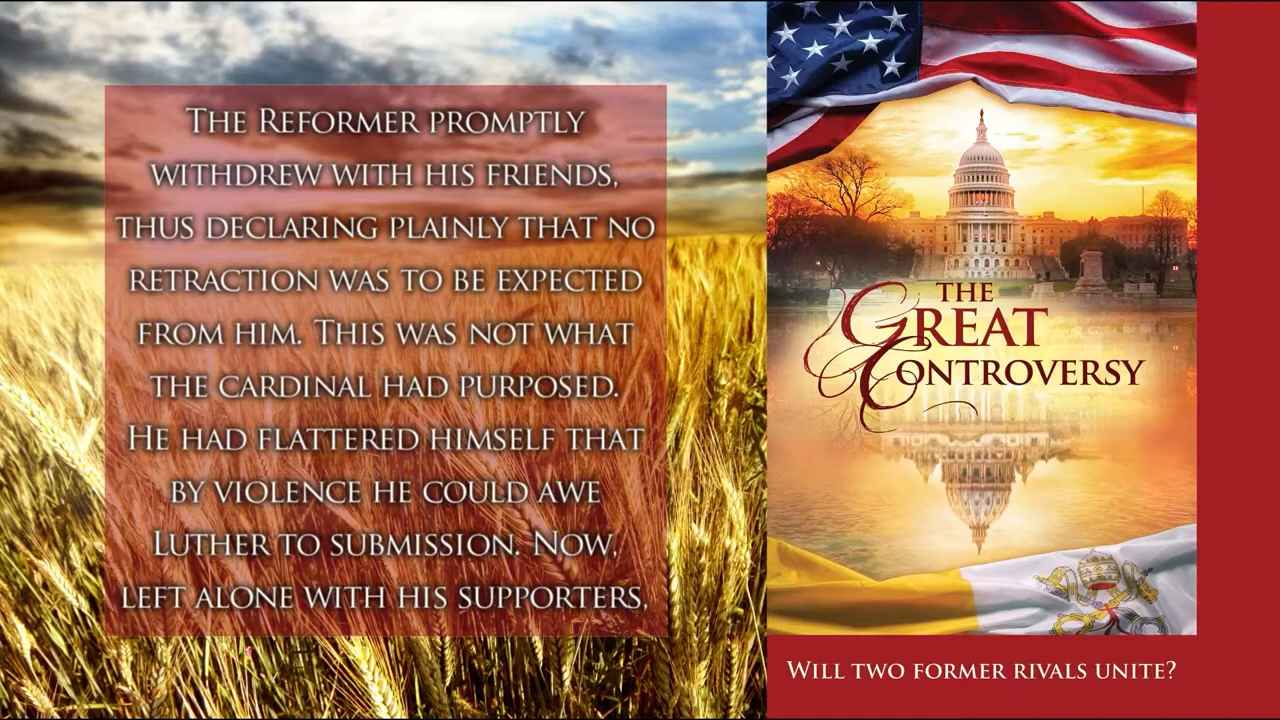 The Reformer promptly
withdrew with his friends,
thus declaring plainly that no
retraction was to be expected
from him. This was not what
the cardinal had purposed.
He had flattered himself that
by violence he could awe
Luther to submission. Now,
left alone with his supporters,
THE
GREAT
CONTROVERSY
Will two former rivals unite?